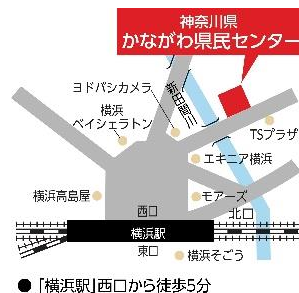 神奈川県
かながわ県民センター
ヨドバシカメラ
新田間川
横浜
ベイシェラトン
TSプラザ
エキニア横浜
横浜高島屋
モアーズ
西口
北口
横浜駅
東口
横浜そごう
● 「横浜駅」西口から徒歩5分